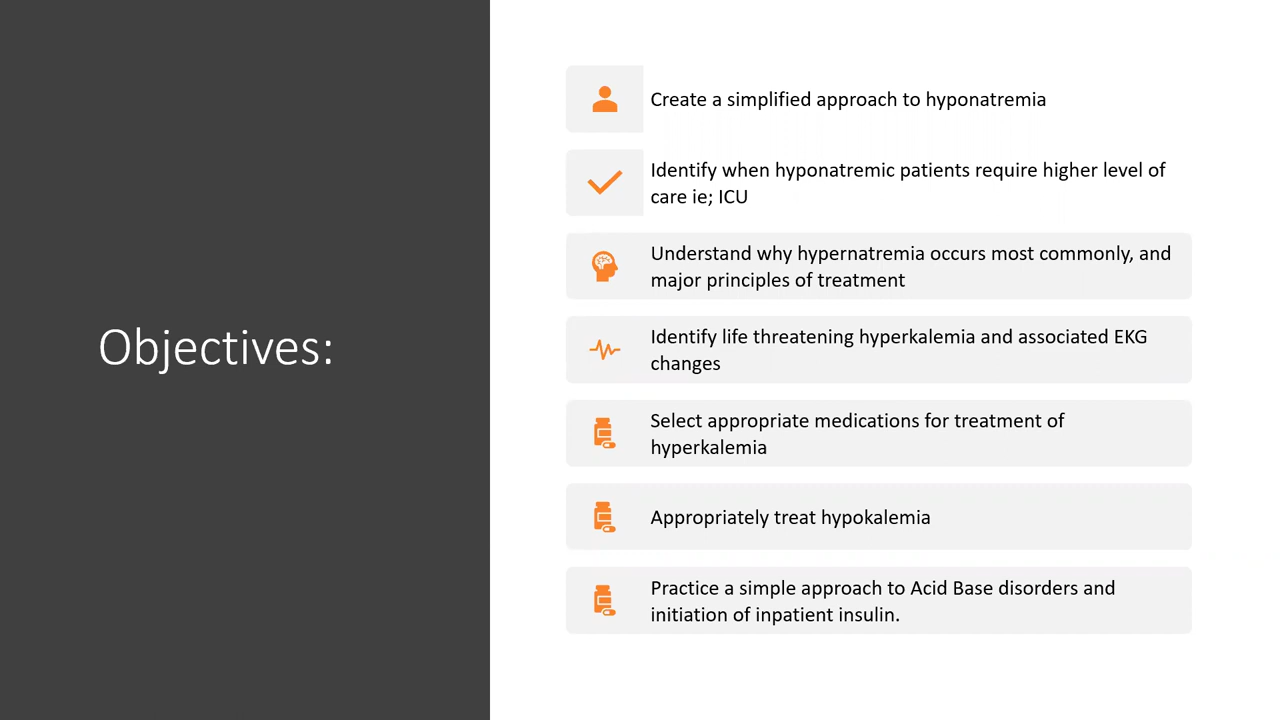 Objectives:
Create a simplified approach to hyponatremia
Identify when hyponatremic patients require higher level of
care ie; ICU
Understand why hypernatremia occurs most commonly, and
major principles of treatment
Identify life threatening hyperkalemia and associated EKG
changes
Select appropriate medications for treatment of
hyperkalemia
Appropriately treat hypokalemia
Practice a simple approach to Acid Base disorders and
initiation of inpatient insulin.